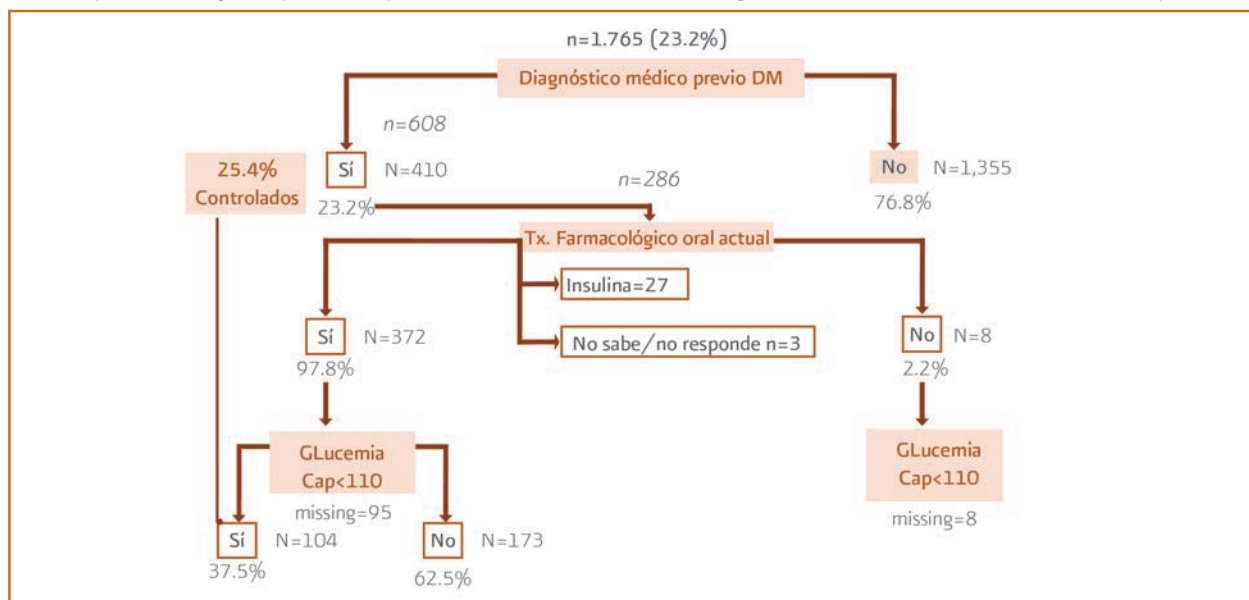 n=1.765 (23.2%)
Diagnóstico médico previo DM
n=608
25.4%
Controlados
Sí
N=410
23.2%
n=286
No
N=1,355
76.8%
Tx. Farmacológico oral actual
Insulina=27
No sabe/no responde n=3
Sí
N=372
97.8%
No
N=8
2.2%
GLucemia
Cap<110
missing=95
GLucemia
Cap<110
missing=8
Sí
N=104
37.5%
No
N=173
62.5%